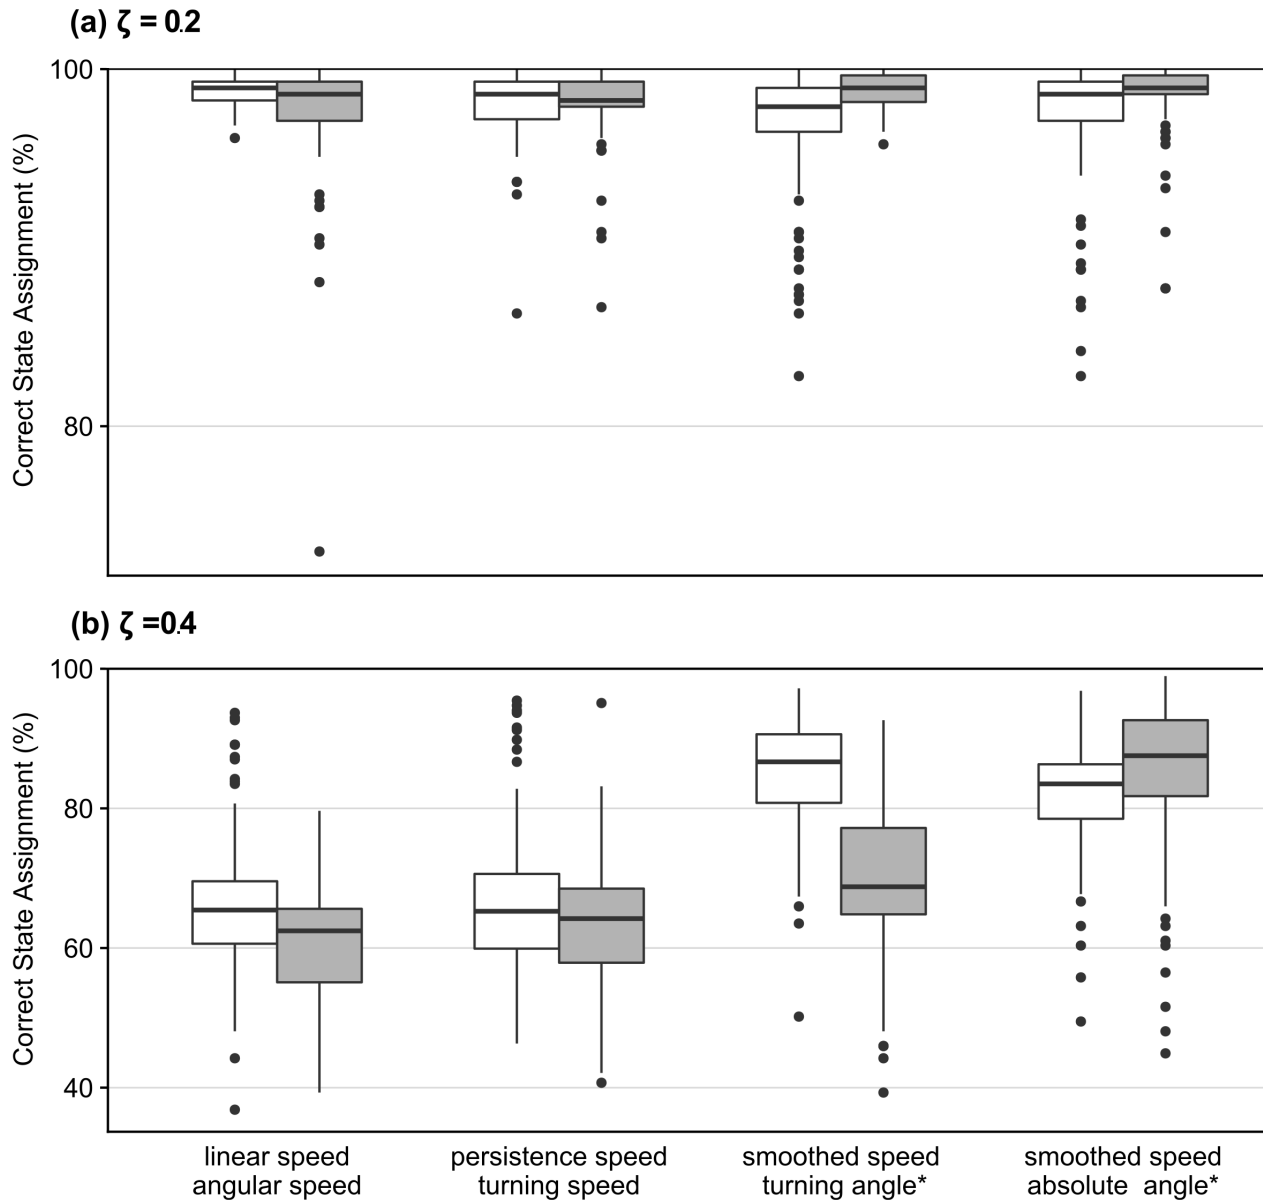 (a) ζ = 0.2
100
80
Correct State Assignment (%)
(b) ζ =0.4
100
80
60
40
Correct State Assignment (%)
linear speed
angular speed
persistence speed
turning speed
smoothed speed
turning angle*
smoothed speed
absolute angle*